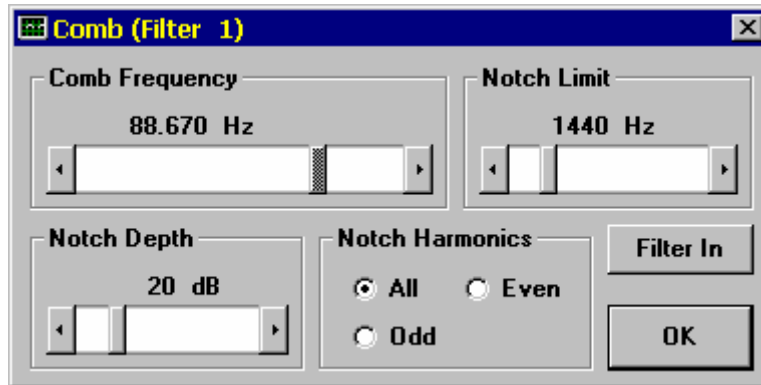 Comb (Filter 1)
Comb Frequency
88.670 Hz
Notch Limit
1440 Hz
Notch Depth
20 dB
Notch Harmonics
All
Even
Odd
Filter In
OK